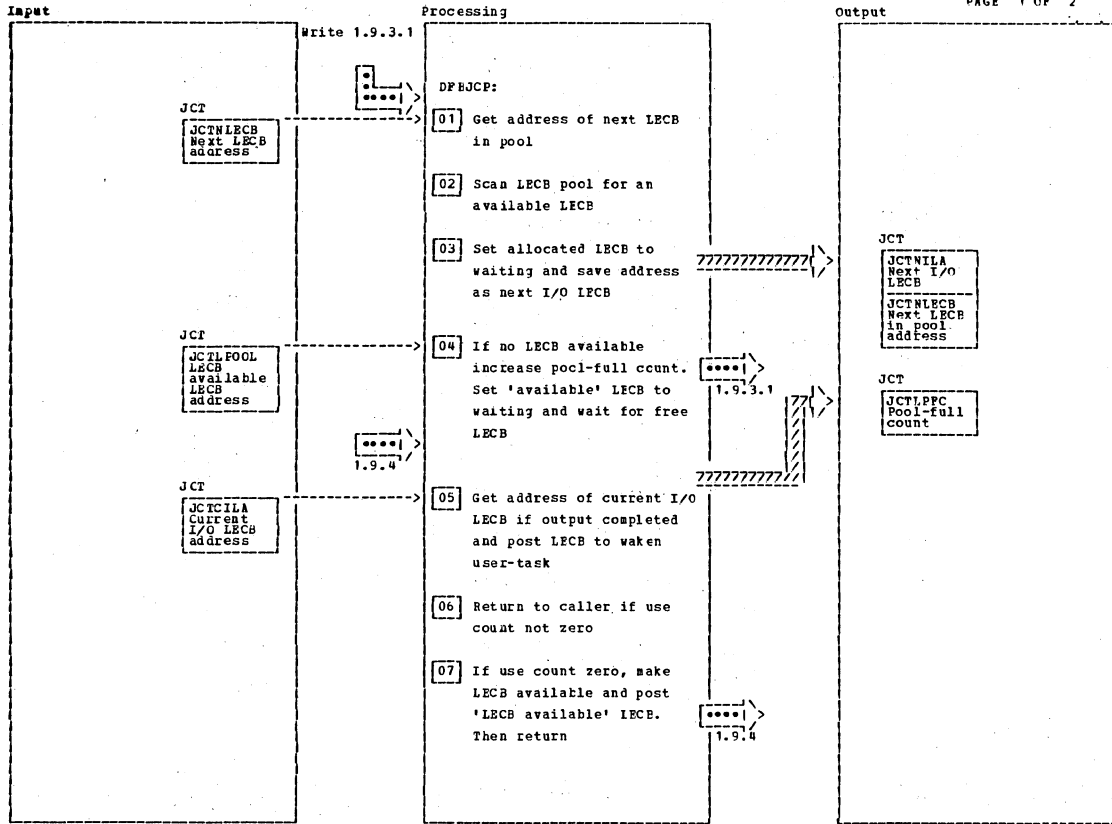 PAGE 1 OF 2
Input
Processing
Output
Write 1.9.3.1
DFBJCP:
JCT
JCTNLECB
Next LECB
address
01 Get address of next LECB
in pool
02 Scan LECB pool for an
available LECB
03 Set allocated LECB to
waiting and save address
as next I/O LECB
JCT
JCTNILA
Next I/O
LECB
JCTNLECB
Next LECB
in pool
address
JCT
JCTLPOOL
LECB
available
LECB
address
04 If no LECB available
increase pool-full count.
Set 'available' LECB to
waiting and wait for free
LECB
1.9.3.1
JCT
JCTLPFC
Pool-full
count
1.9.4
JCT
JCTCILA
Current
I/O LECB
address
05 Get address of current I/O
LECB if output completed
and post LECB to waken
user-task
06 Return to caller if use
count not zero
07 If use count zero, make
LECB available and post
'LECB available' LECB.
Then return
1.9.4